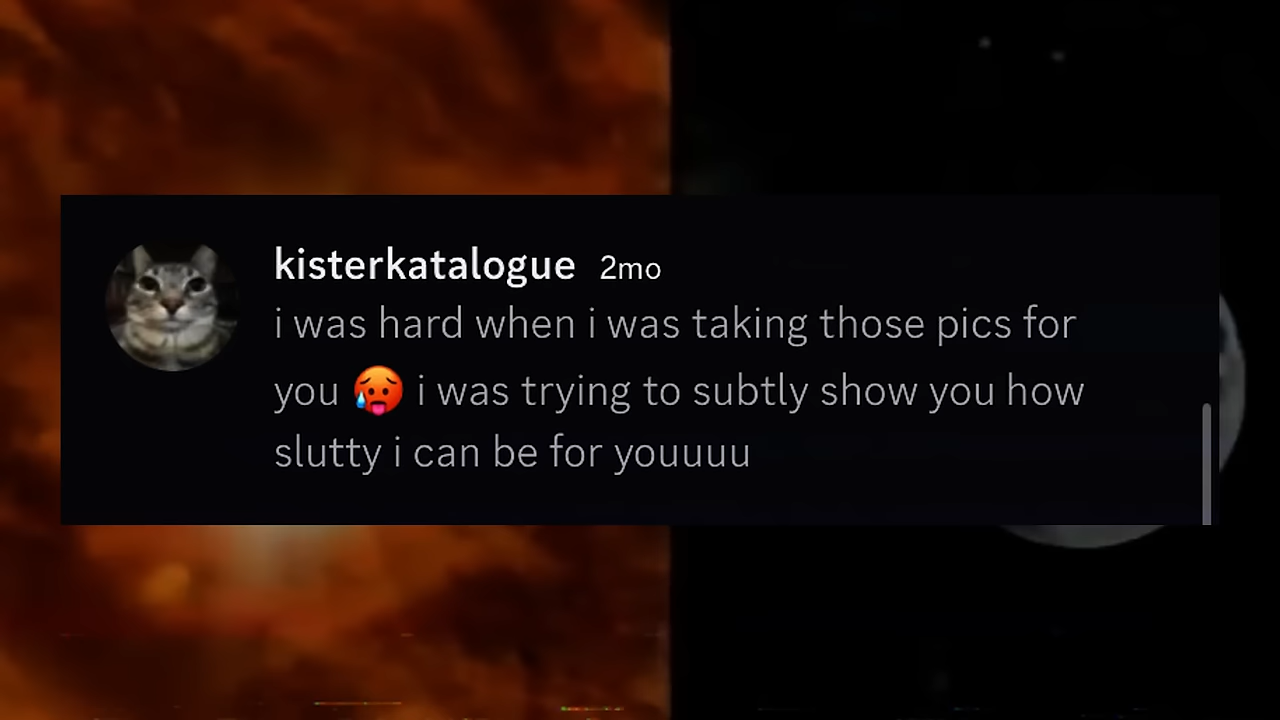 kisterkatalogue 2mo
i was hard when i was taking those pics for
you 🥵 i was trying to subtly show you how
slutty i can be for youuuu